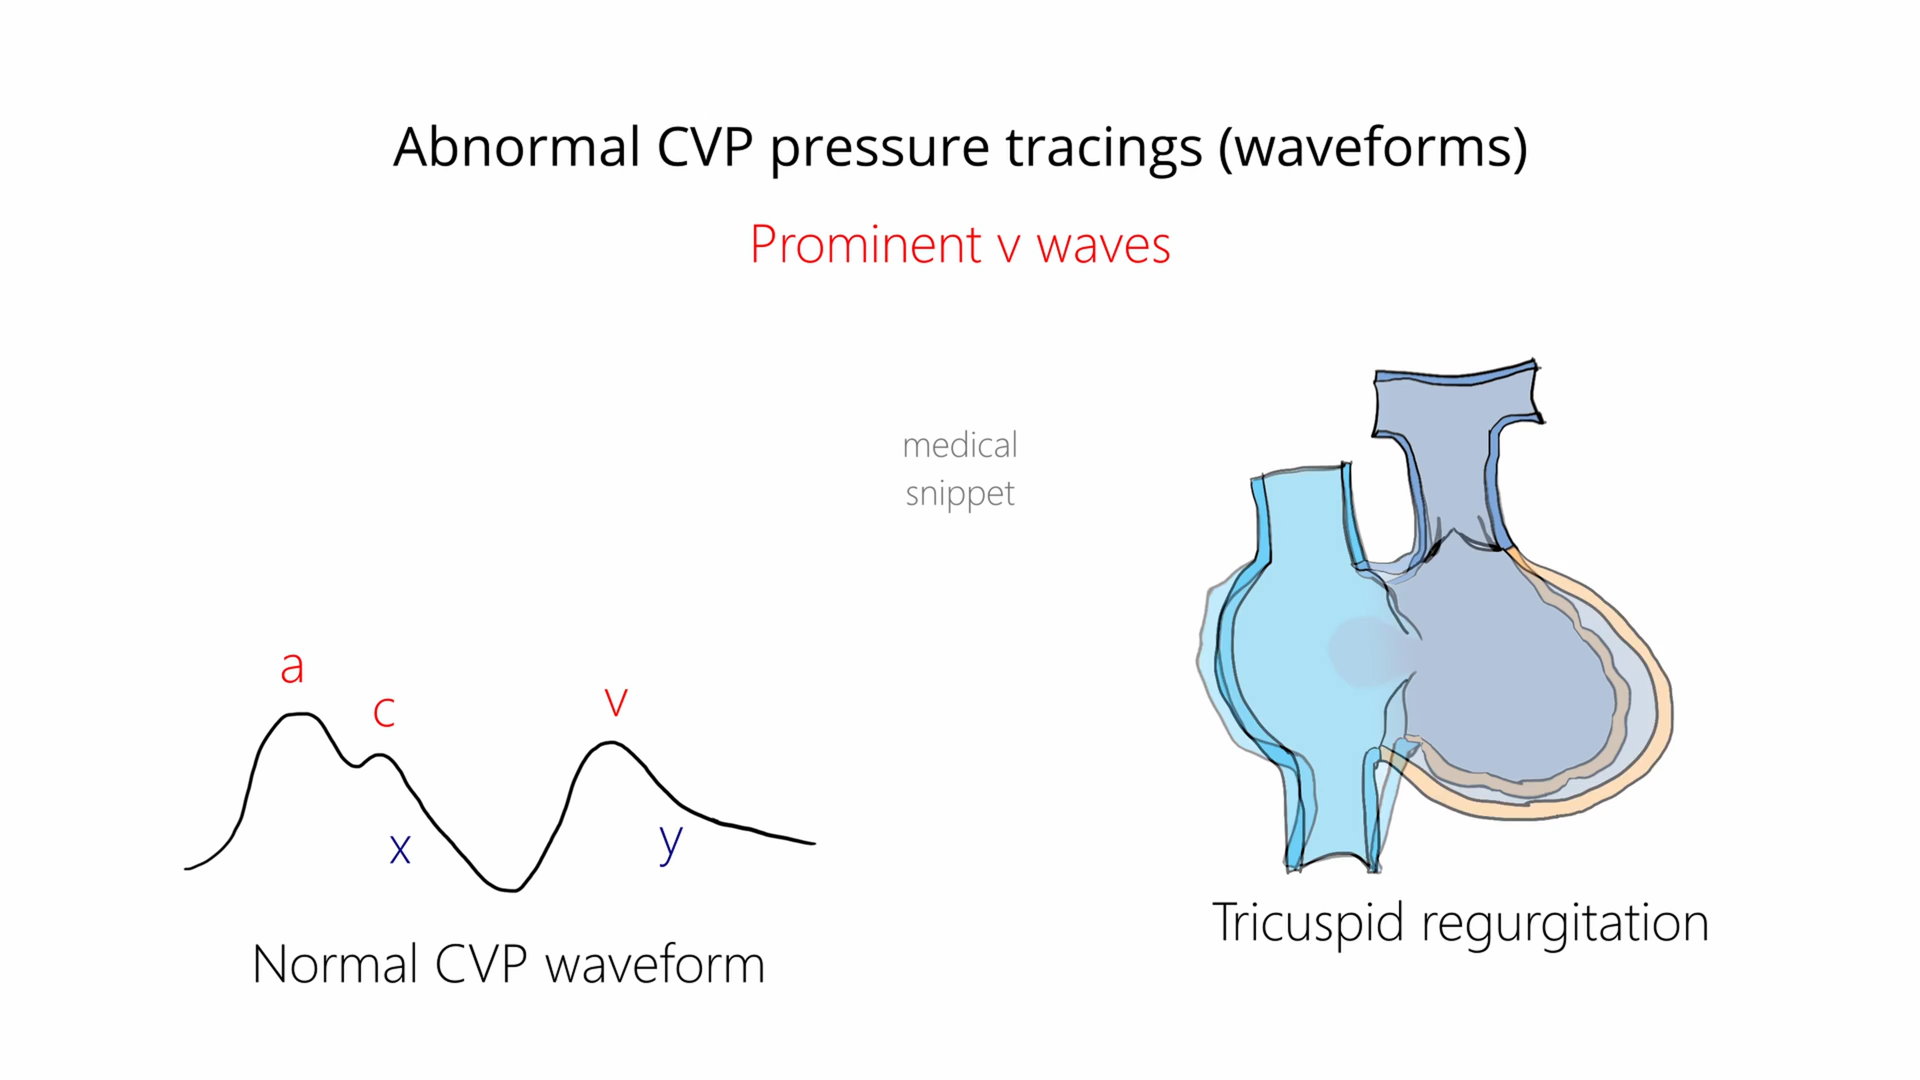 Abnormal CVP pressure tracings (waveforms)
Prominent v waves
medical
snippet
a
c
v
x
y
Tricuspid regurgitation
Normal CVP waveform